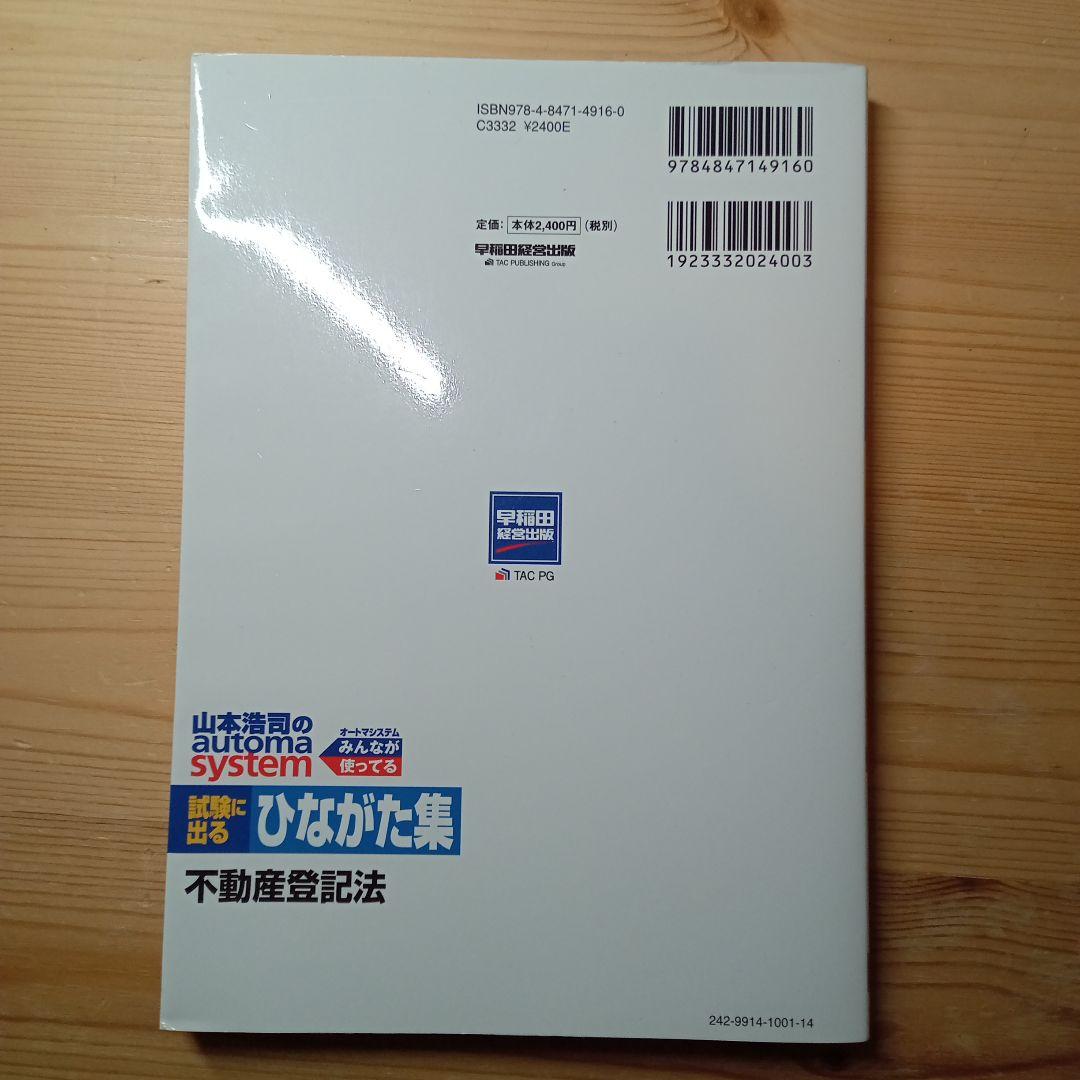 ISBN978-4-8471-4916-0
C3332 ¥2400E
9784847149160
定価: 本体2,400円 (税別)
早稲田経営出版
TAC PUBLISHING Group
1923332024003
早稲田
経営出版
TAC PG
山本浩司の
automa
system
オートマシステム
みんなが
使ってる
試験に
出る
ひながた集
不動産登記法
242-9914-1001-14